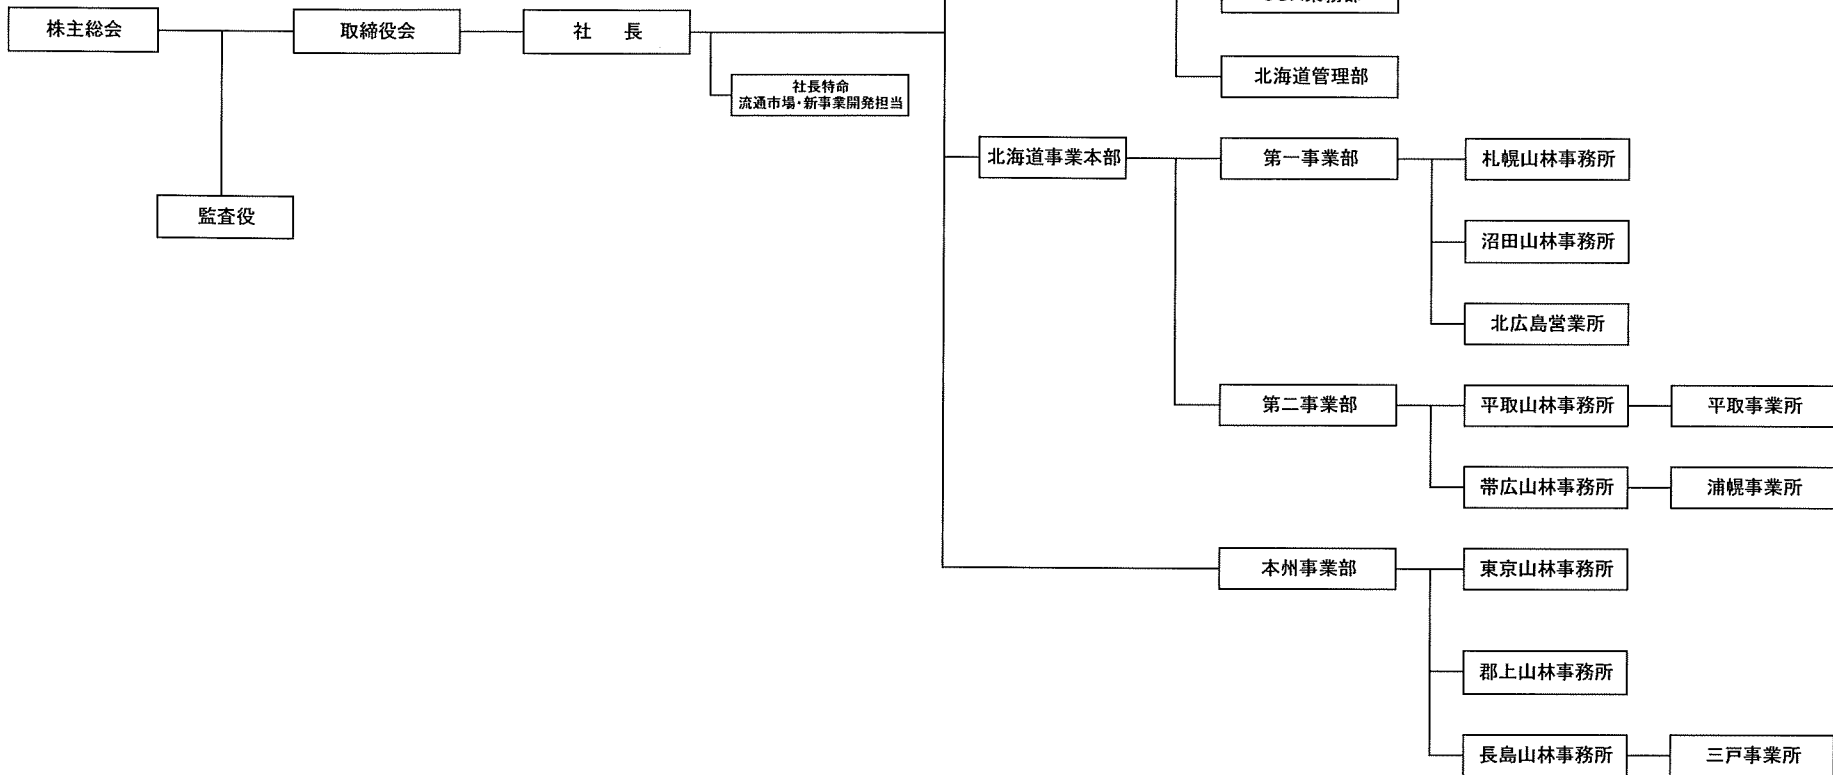 株主総会
取締役会
社　長
社長特命
流通市場・新事業開発担当
監査役
北海道管理部
北海道事業本部
第一事業部
札幌山林事務所
沼田山林事務所
北広島営業所
第二事業部
平取山林事務所
平取事業所
帯広山林事務所
浦幌事業所
本州事業部
東京山林事務所
郡上山林事務所
長島山林事務所
三戸事業所